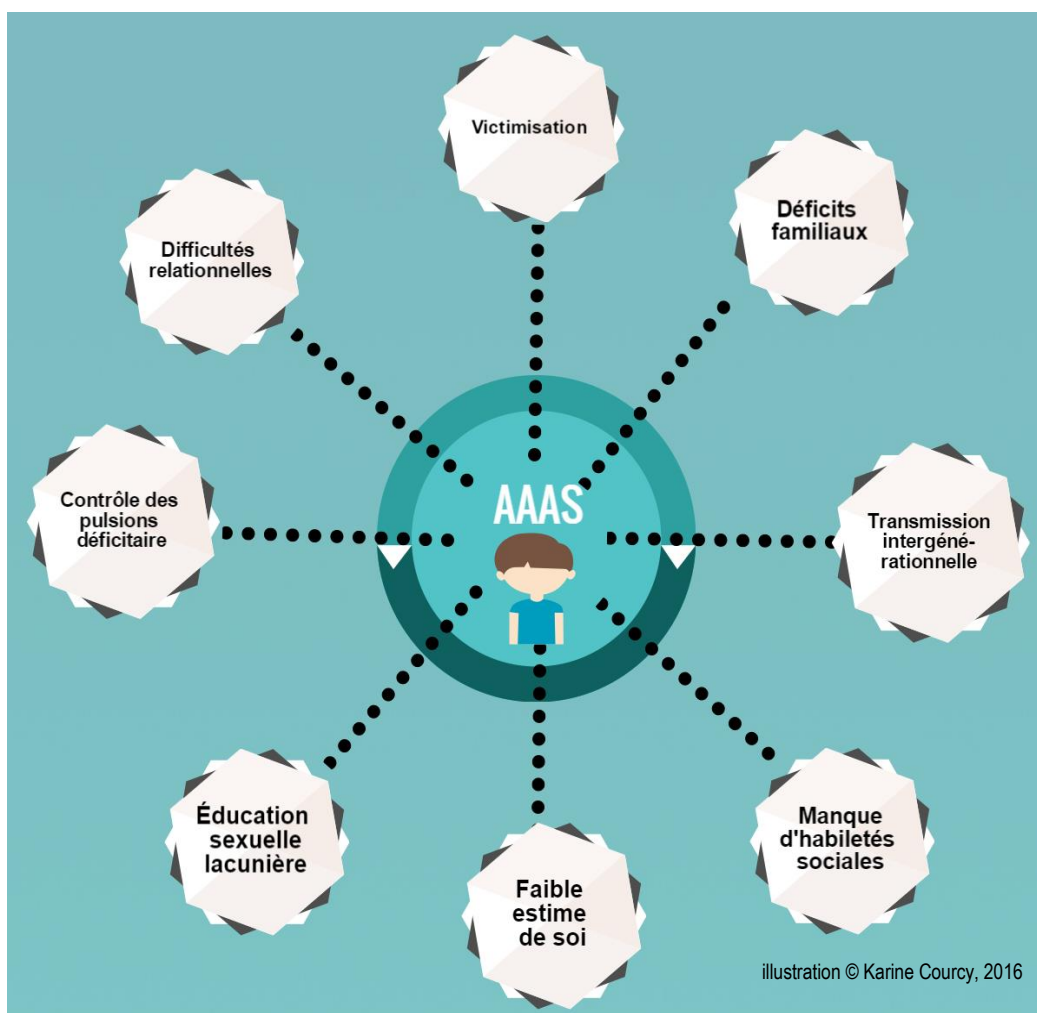 Victimisation
Déficits
familiaux
Difficultés
relationnelles
AAAS
Contrôle des
pulsions
déficitaire
Transmission
intergéné-
rationnelle
Éducation
sexuelle
lacunière
Manque
d'habiletés
sociales
Faible
estime
de soi
illustration © Karine Courcy, 2016